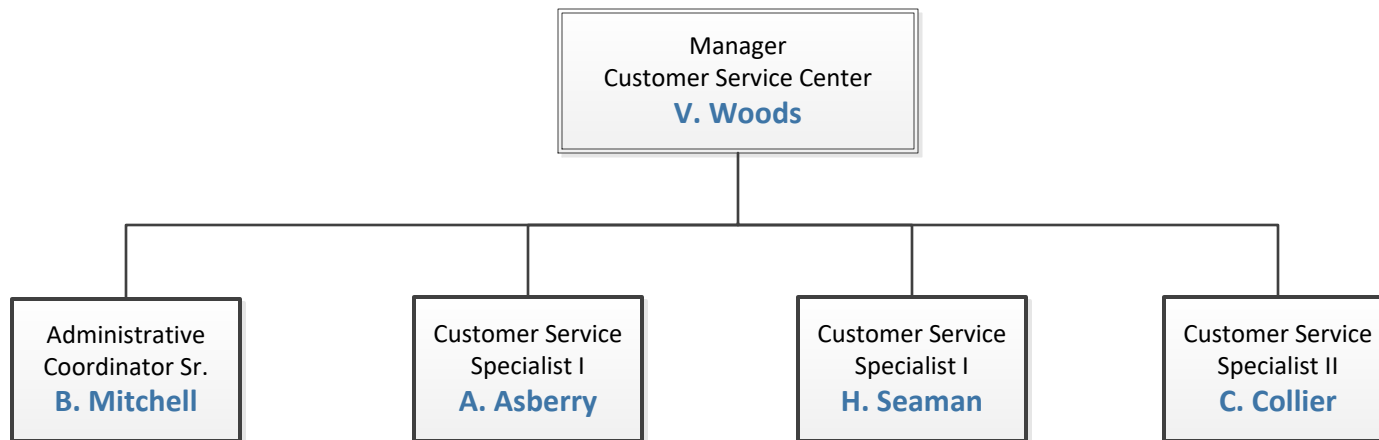 Manager
Customer Service Center
V. Woods
Administrative
Coordinator Sr.
B. Mitchell
Customer Service
Specialist I
A. Asberry
Customer Service
Specialist I
H. Seaman
Customer Service
Specialist II
C. Collier